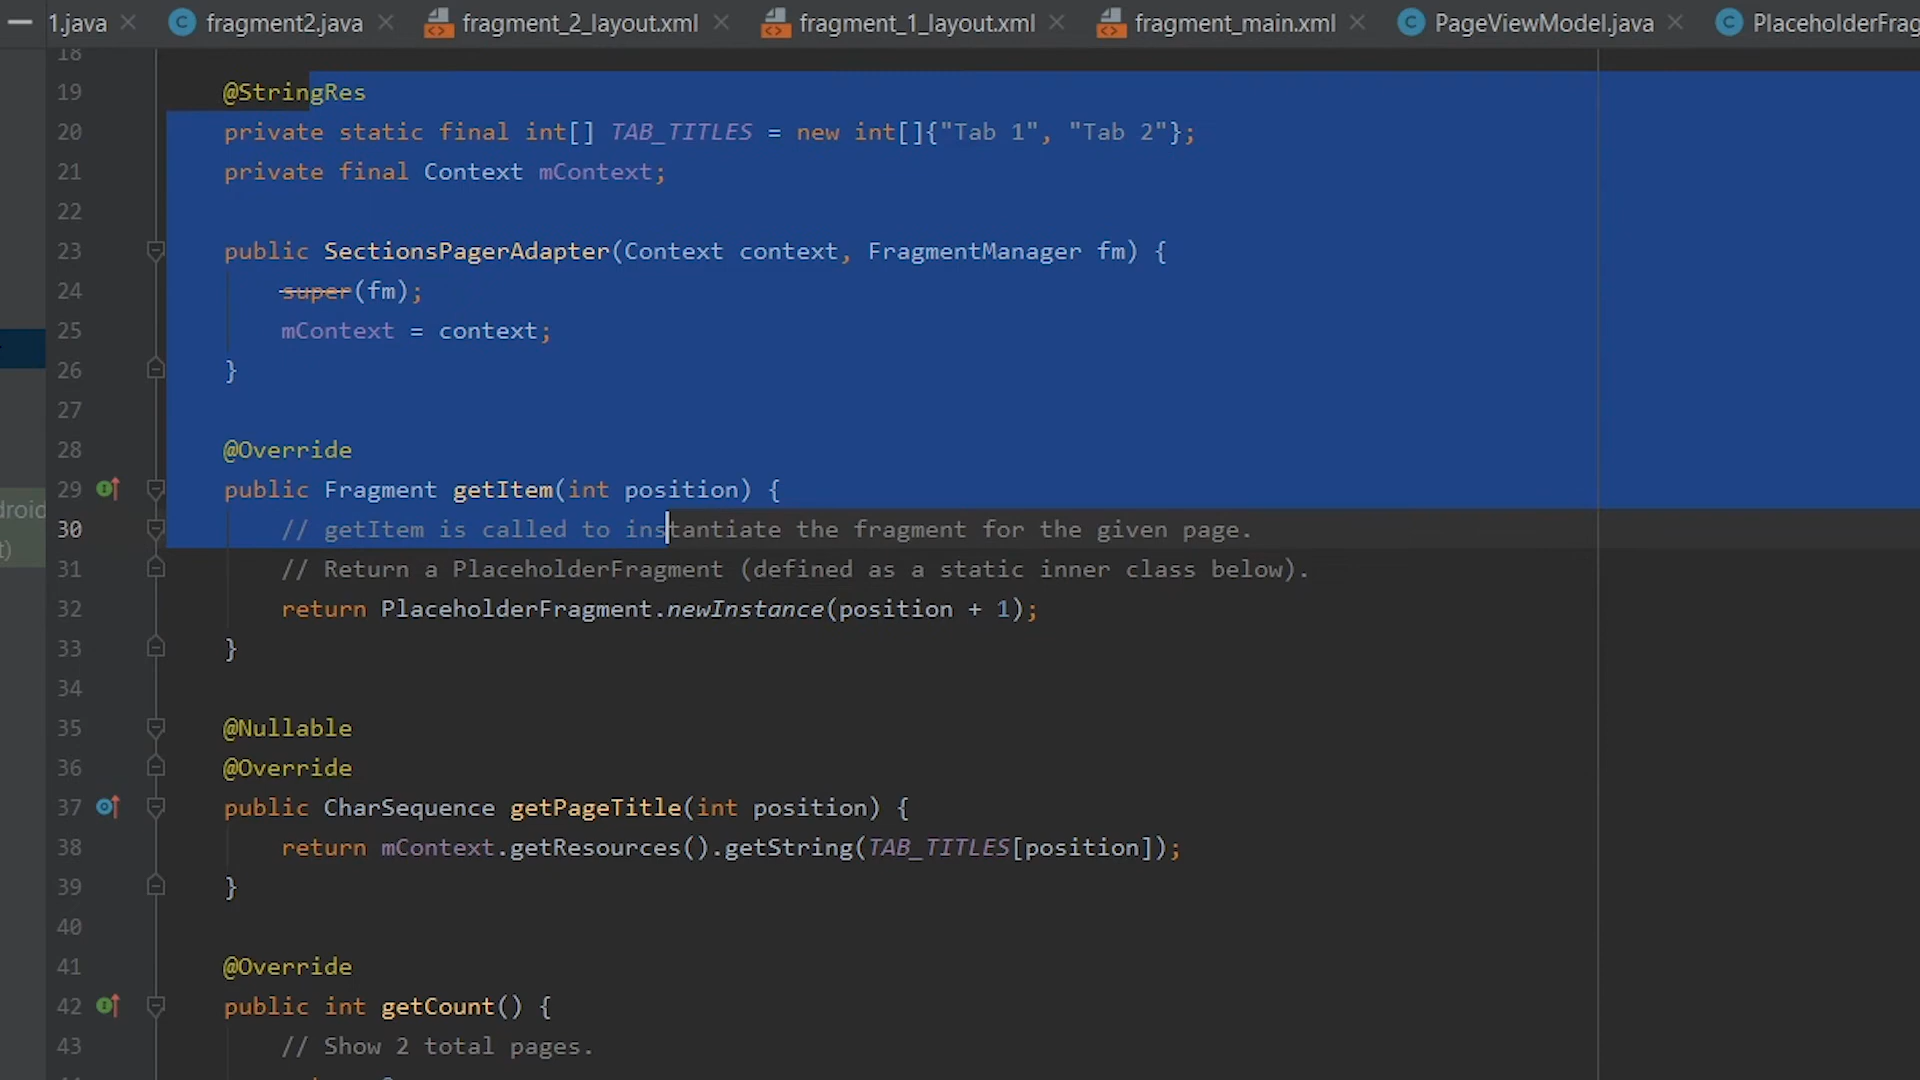 1.java fragment2.java fragment_2_layout.xml fragment_1_layout.xml fragment_main.xml PageViewModel.java PlaceholderFrag
18
19 @StringRes
20 private static final int[] TAB_TITLES = new int[]{"Tab 1", "Tab 2"};
21 private final Context mContext;
22
23 public SectionsPagerAdapter(Context context, FragmentManager fm) {
24 super(fm);
25 mContext = context;
26 }
27
28 @Override
29 public Fragment getItem(int position) {
30 // getItem is called to instantiate the fragment for the given page.
31 // Return a PlaceholderFragment (defined as a static inner class below).
32 return PlaceholderFragment.newInstance(position + 1);
33 }
34
35 @Nullable
36 @Override
37 public CharSequence getPageTitle(int position) {
38 return mContext.getResources().getString(TAB_TITLES[position]);
39 }
40
41 @Override
42 public int getCount() {
43 // Show 2 total pages.
droid
t)